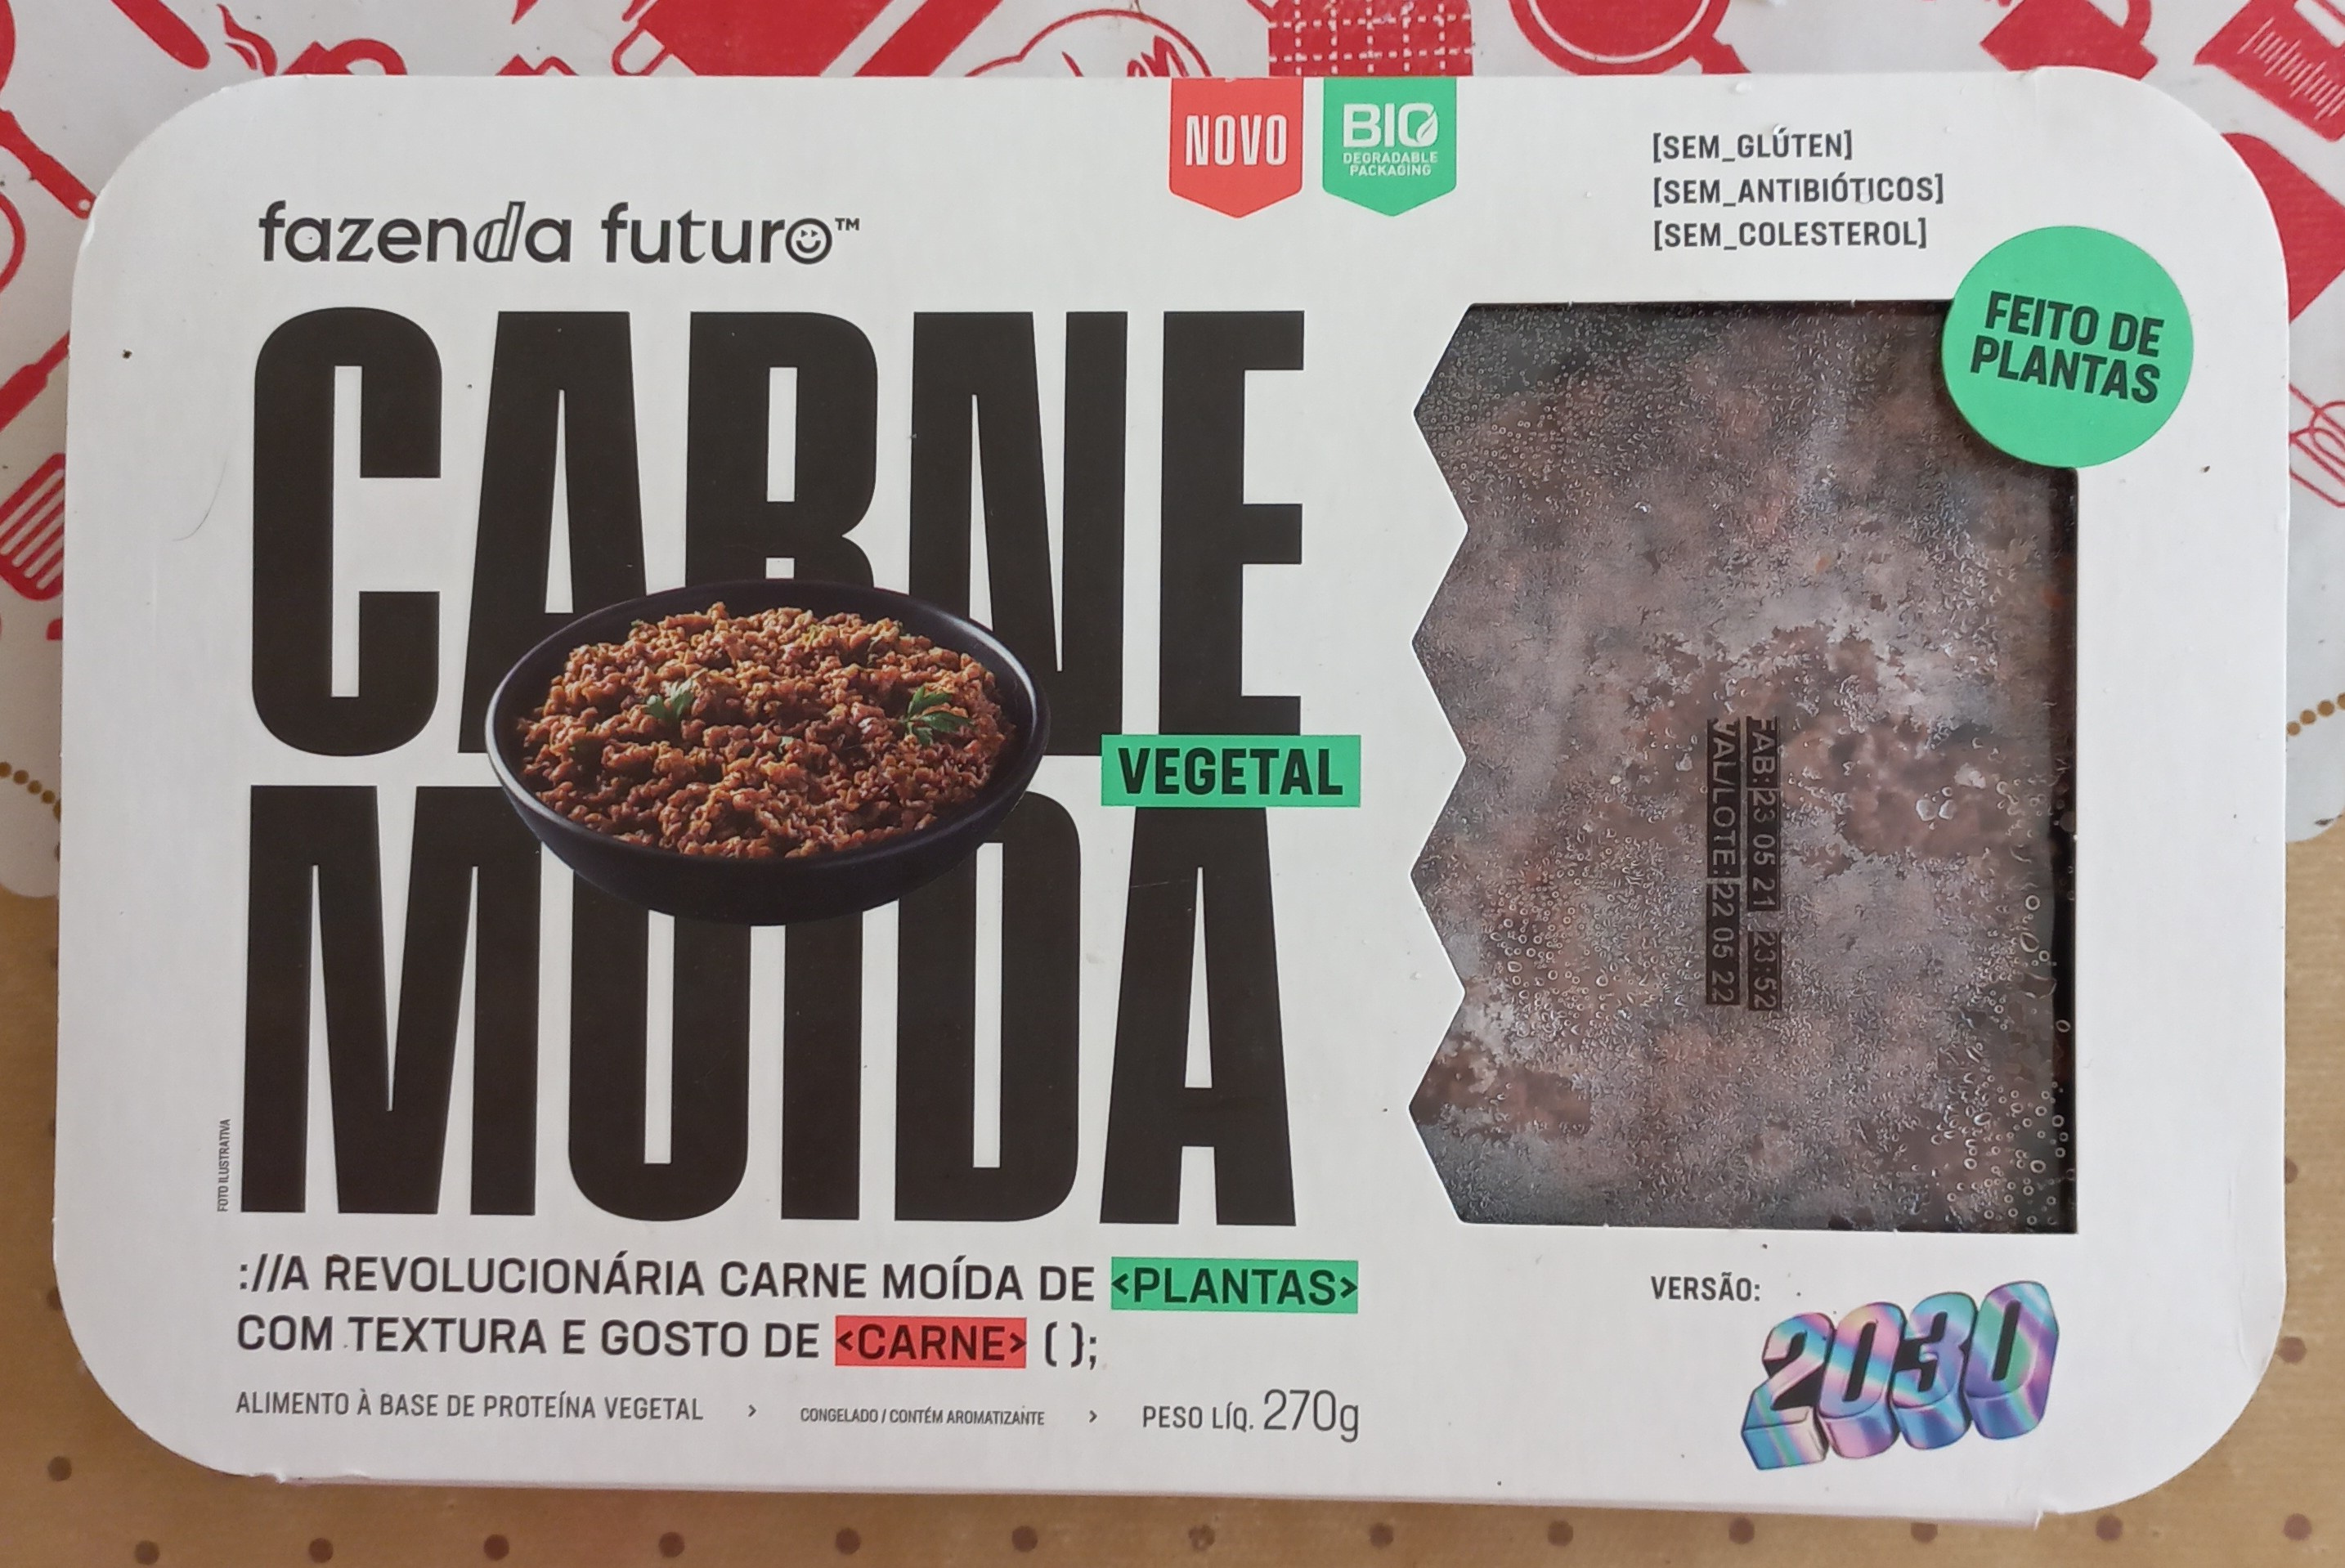 NOVO
BIO
DEGRADABLE
PACKAGING
[SEM_GLÚTEN]
[SEM_ANTIBIÓTICOS]
[SEM_COLESTEROL]
fazenda futuro™
FEITO DE
PLANTAS
CARNE
VEGETAL
MOÍDA
FAB:23 05 21 23:52
VAL/LOTE:22 05 22
FOTO ILUSTRATIVA
://A REVOLUCIONÁRIA CARNE MOÍDA DE <PLANTAS>
COM TEXTURA E GOSTO DE <CARNE> ( );
ALIMENTO À BASE DE PROTEÍNA VEGETAL > CONGELADO / CONTÉM AROMATIZANTE > PESO LÍQ. 270g
VERSÃO:
2030